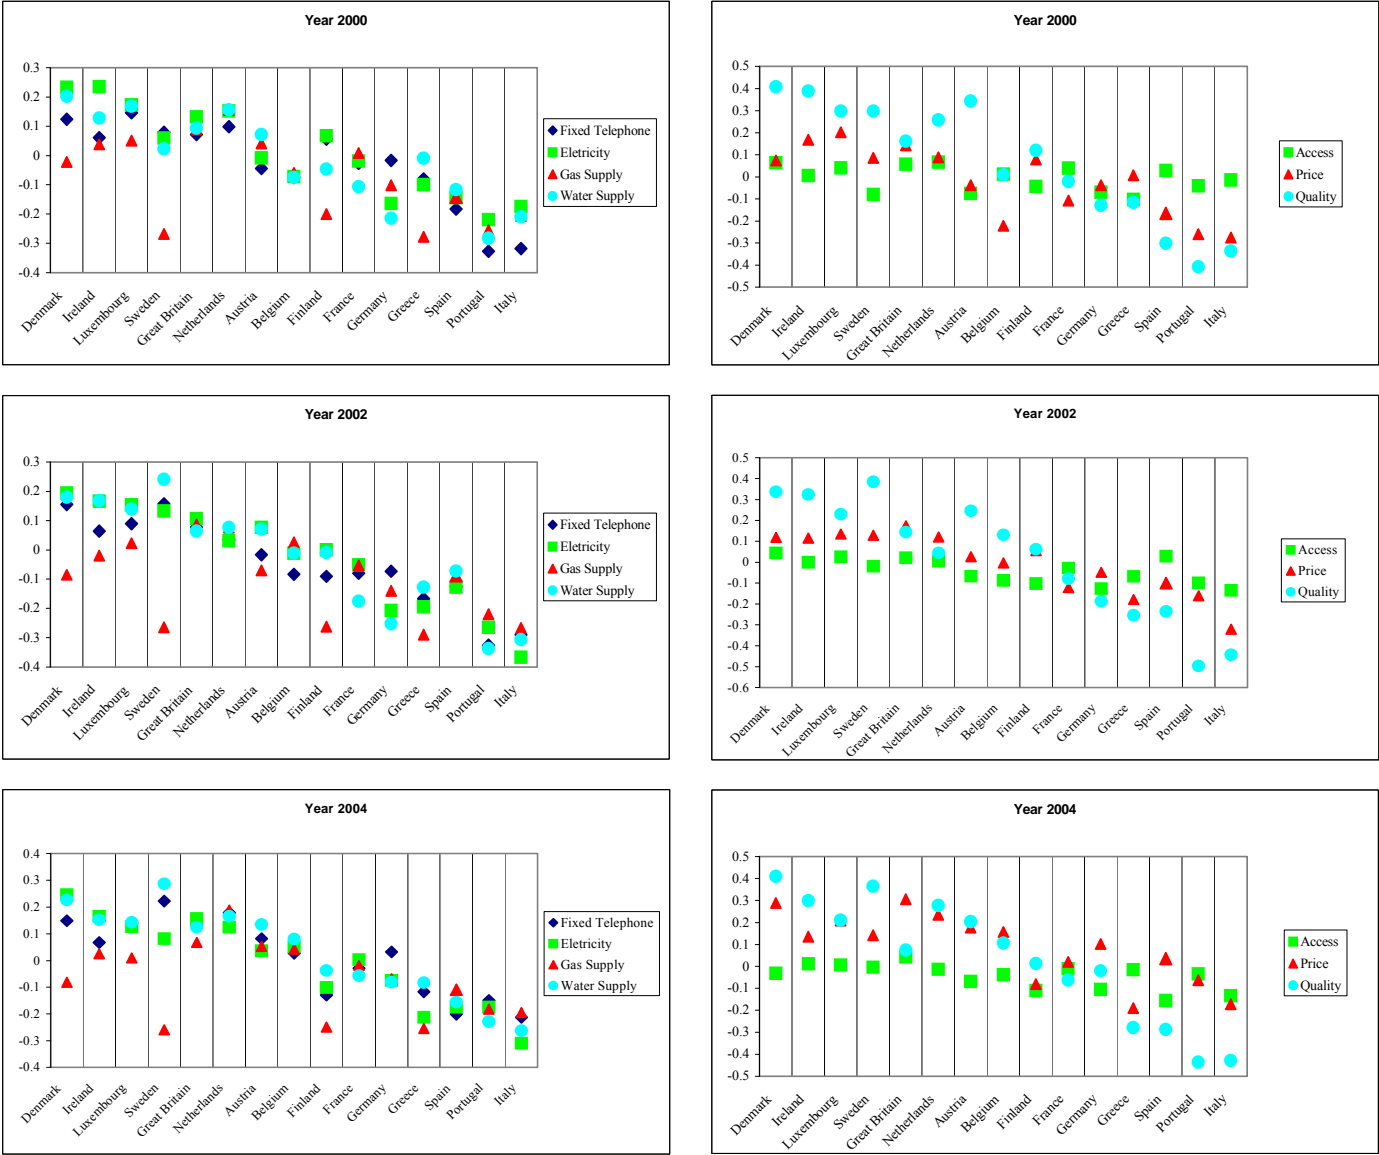 Year 2000
0.3
0.2
0.1
0
-0.1
-0.2
-0.3
-0.4
Denmark
Ireland
Luxembourg
Sweden
Great Britain
Netherlands
Austria
Belgium
Finland
France
Germany
Greece
Spain
Portugal
Italy
Fixed Telephone
Eletricity
Gas Supply
Water Supply
Year 2000
0.5
0.4
0.3
0.2
0.1
0
-0.1
-0.2
-0.3
-0.4
-0.5
Denmark
Ireland
Luxembourg
Sweden
Great Britain
Netherlands
Austria
Belgium
Finland
France
Germany
Greece
Spain
Portugal
Italy
Access
Price
Quality
Year 2002
0.3
0.2
0.1
0
-0.1
-0.2
-0.3
-0.4
Denmark
Ireland
Luxembourg
Sweden
Great Britain
Netherlands
Austria
Belgium
Finland
France
Germany
Greece
Spain
Portugal
Italy
Fixed Telephone
Eletricity
Gas Supply
Water Supply
Year 2002
0.5
0.4
0.3
0.2
0.1
0
-0.1
-0.2
-0.3
-0.4
-0.5
-0.6
Denmark
Ireland
Luxembourg
Sweden
Great Britain
Netherlands
Austria
Belgium
Finland
France
Germany
Greece
Spain
Portugal
Italy
Access
Price
Quality
Year 2004
0.4
0.3
0.2
0.1
0
-0.1
-0.2
-0.3
-0.4
Denmark
Ireland
Luxembourg
Sweden
Great Britain
Netherlands
Austria
Belgium
Finland
France
Germany
Greece
Spain
Portugal
Italy
Fixed Telephone
Eletricity
Gas Supply
Water Supply
Year 2004
0.5
0.4
0.3
0.2
0.1
0
-0.1
-0.2
-0.3
-0.4
-0.5
Denmark
Ireland
Luxembourg
Sweden
Great Britain
Netherlands
Austria
Belgium
Finland
France
Germany
Greece
Spain
Portugal
Italy
Access
Price
Quality